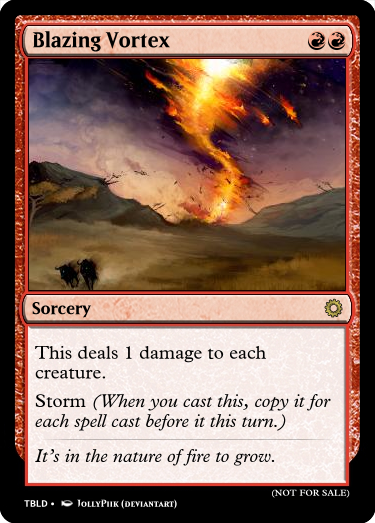 Blazing Vortex
Sorcery
This deals 1 damage to each
creature.
Storm (When you cast this, copy it for
each spell cast before it this turn.)
It's in the nature of fire to grow.
(NOT FOR SALE)
TBLD • JollyPiik (deviantart)